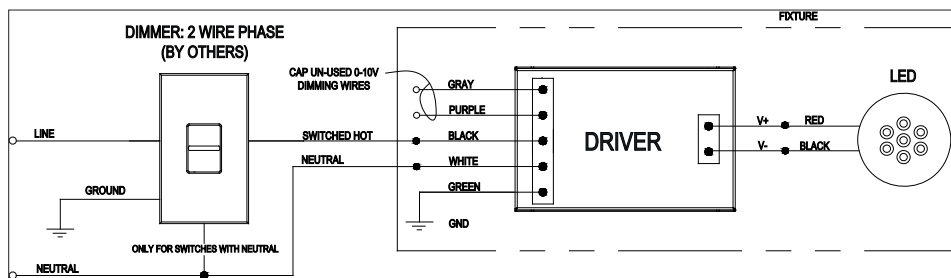 FIXTURE
DIMMER: 2 WIRE PHASE
(BY OTHERS)
CAP UN-USED 0-10V
DIMMING WIRES
GRAY
PURPLE
LED
LINE
SWITCHED HOT
BLACK
DRIVER
V+
RED
NEUTRAL
WHITE
V-
BLACK
GROUND
GREEN
GND
ONLY FOR SWITCHES WITH NEUTRAL
NEUTRAL